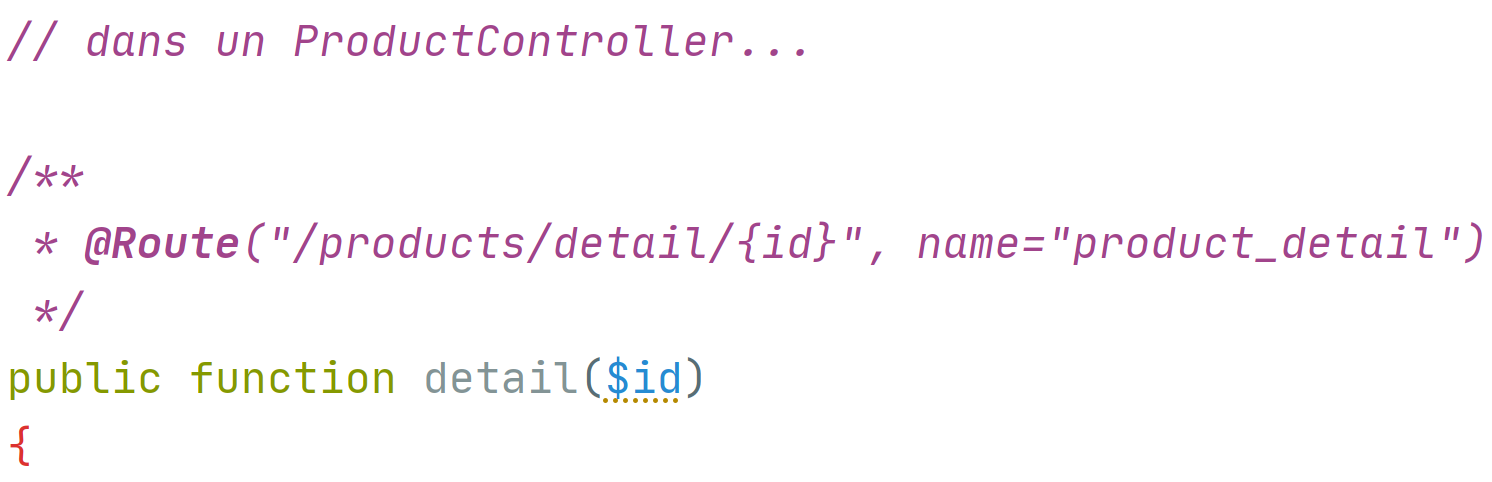 // dans un ProductController...
/**
* @Route("/products/detail/{id}", name="product_detail")
*/
public function detail($id)
{